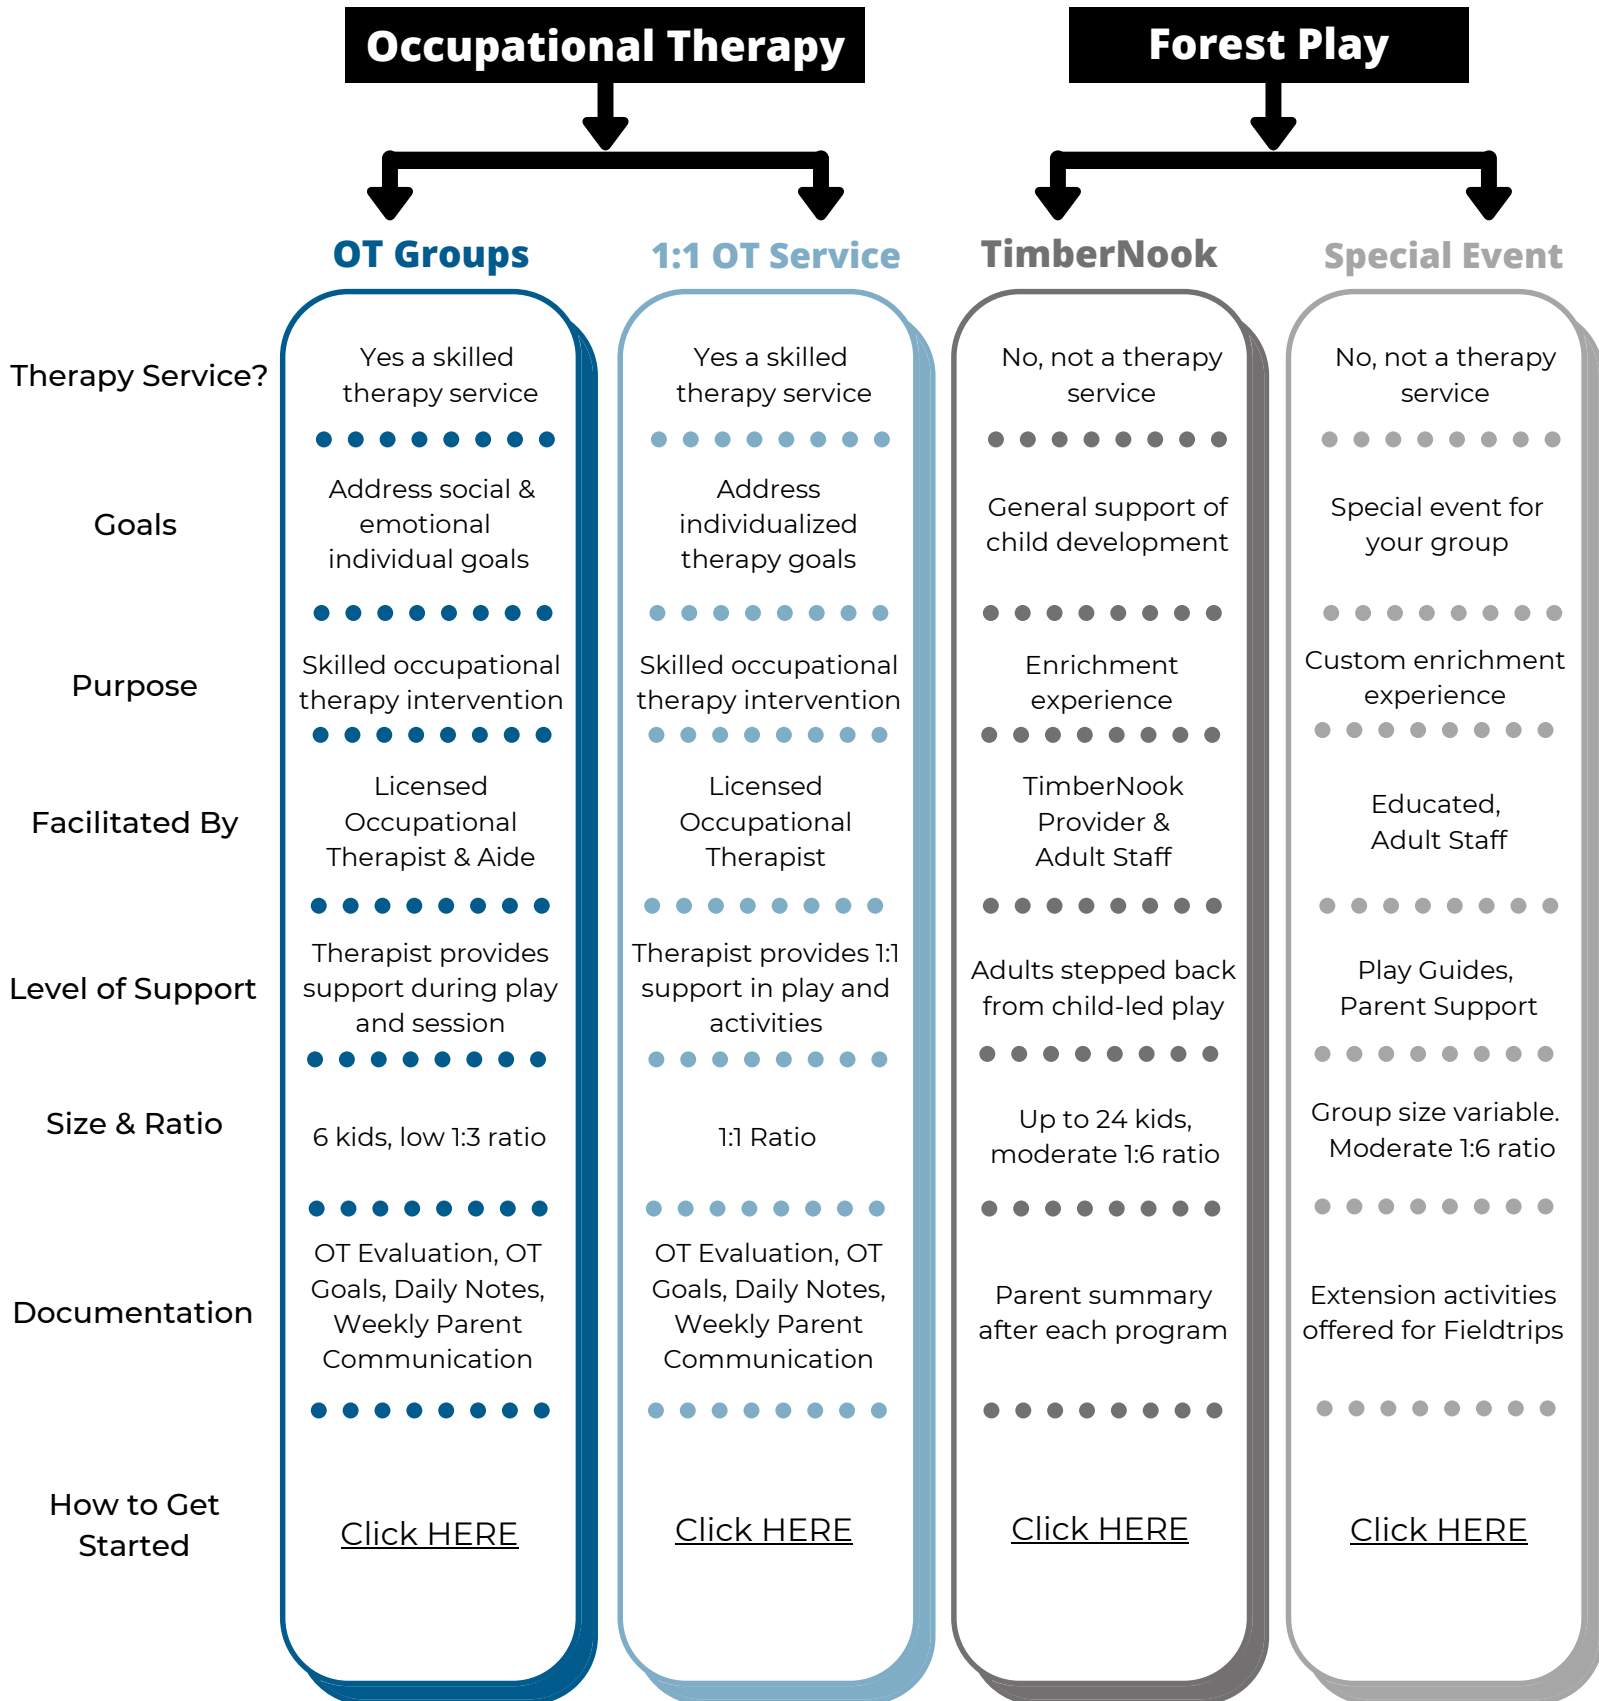 Occupational Therapy
Forest Play
OT Groups
1:1 OT Service
TimberNook
Special Event
Therapy Service?
Yes a skilled
therapy service
Yes a skilled
therapy service
No, not a therapy
service
No, not a therapy
service
Goals
Address social &
emotional
individual goals
Address
individualized
therapy goals
General support of
child development
Special event for
your group
Purpose
Skilled occupational
therapy intervention
Skilled occupational
therapy intervention
Enrichment
experience
Custom enrichment
experience
Facilitated By
Licensed
Occupational
Therapist & Aide
Licensed
Occupational
Therapist
TimberNook
Provider &
Adult Staff
Educated,
Adult Staff
Level of Support
Therapist provides
support during play
and session
Therapist provides 1:1
support in play and
activities
Adults stepped back
from child-led play
Play Guides,
Parent Support
Size & Ratio
6 kids, low 1:3 ratio
1:1 Ratio
Up to 24 kids,
moderate 1:6 ratio
Group size variable.
Moderate 1:6 ratio
Documentation
OT Evaluation, OT
Goals, Daily Notes,
Weekly Parent
Communication
OT Evaluation, OT
Goals, Daily Notes,
Weekly Parent
Communication
Parent summary
after each program
Extension activities
offered for Fieldtrips
How to Get
Started
Click HERE
Click HERE
Click HERE
Click HERE